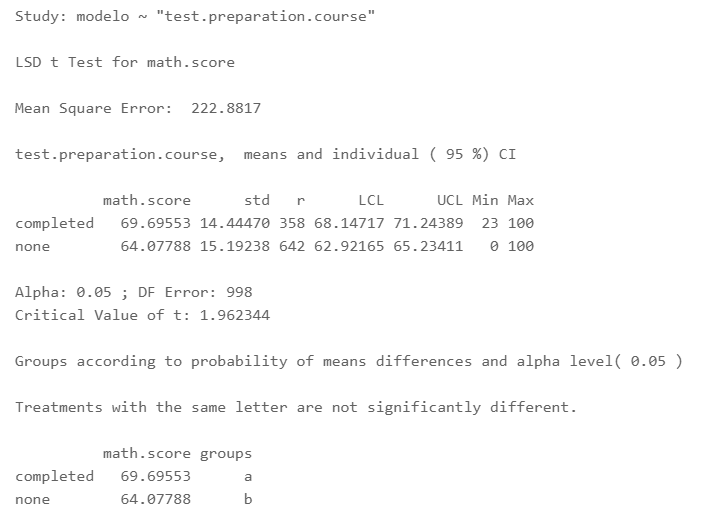 Study: modelo ~ "test.preparation.course"
LSD t Test for math.score
Mean Square Error:  222.8817
test.preparation.course,  means and individual ( 95 %) CI
          math.score      std   r      LCL      UCL Min Max
completed   69.69553 14.44470 358 68.14717 71.24389  23 100
none        64.07788 15.19238 642 62.92165 65.23411   0 100
Alpha: 0.05 ; DF Error: 998
Critical Value of t: 1.962344
Groups according to probability of means differences and alpha level( 0.05 )
Treatments with the same letter are not significantly different.
          math.score groups
completed   69.69553      a
none        64.07788      b